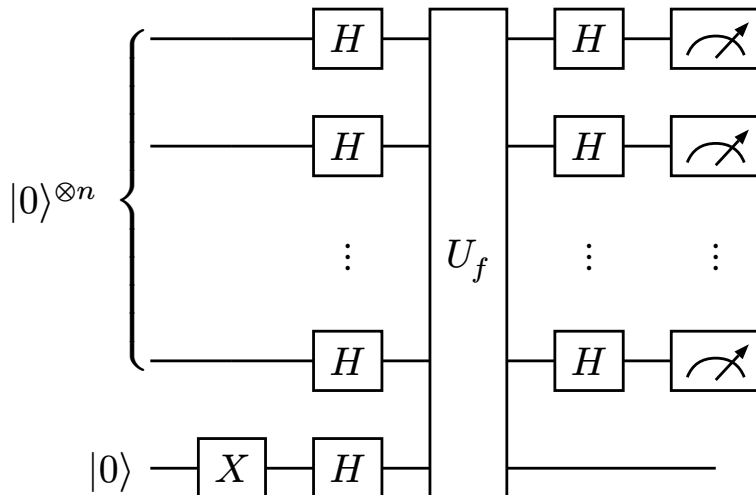 H H
H H
|0⟩^{⊗n}
⋮ U_f ⋮ ⋮
H H
|0⟩ X H